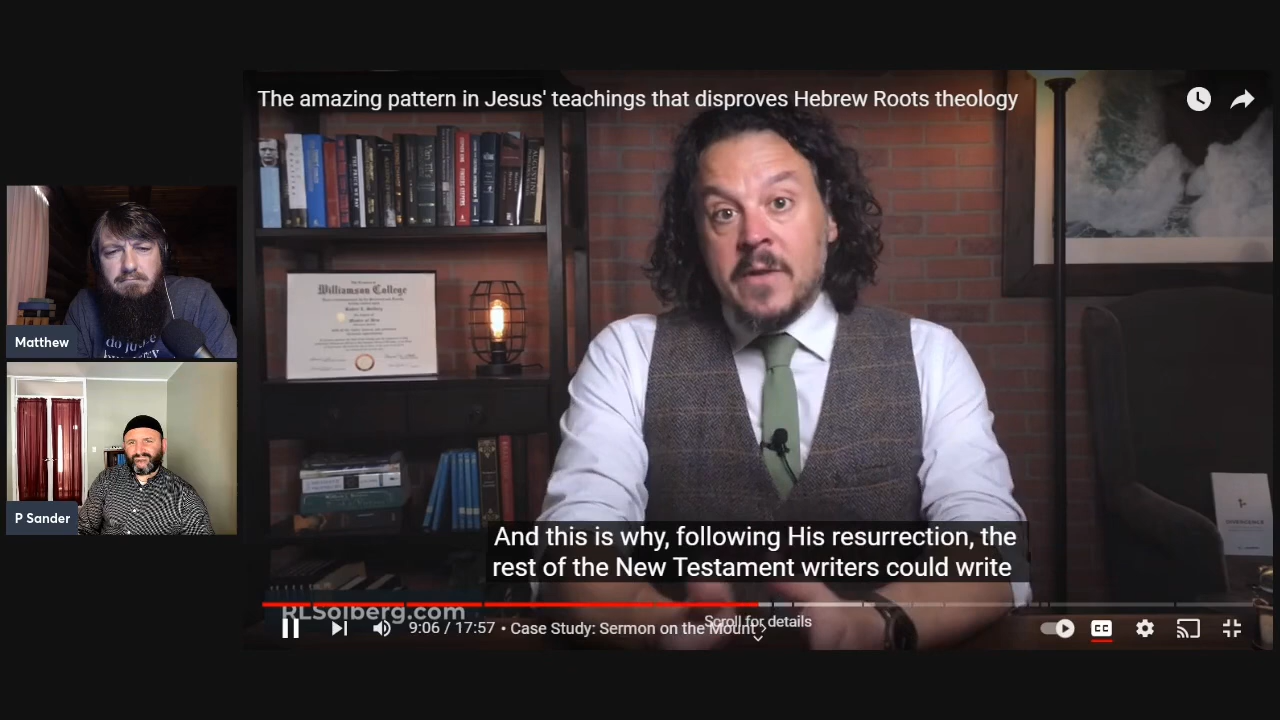 The amazing pattern in Jesus' teachings that disproves Hebrew Roots theology
Williamson College
Matthew
P Sander
And this is why, following His resurrection, the
rest of the New Testament writers could write
RLSolberg.com
Scroll for details
9:06 / 17:57 • Case Study: Sermon on the Mount
CC